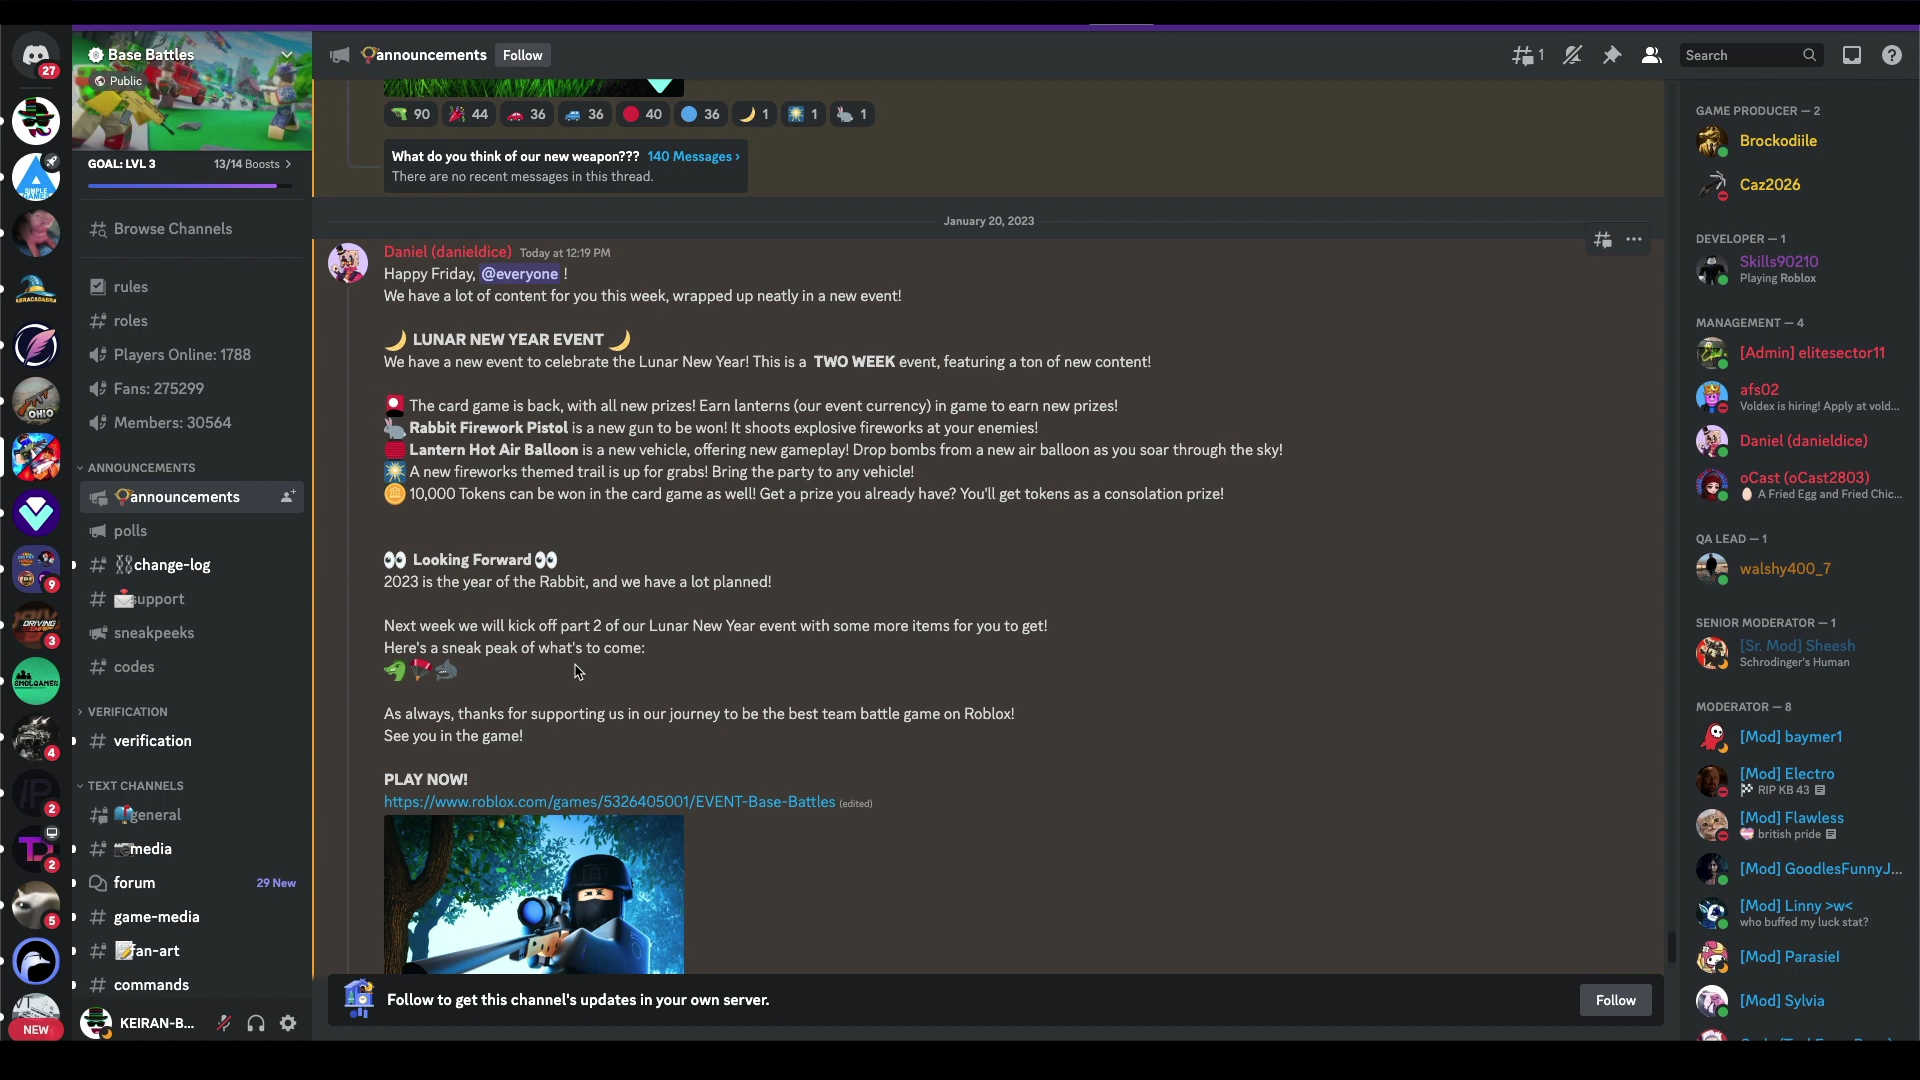 27
Base Battles
Public
GOAL: LVL 3
13/14 Boosts
Browse Channels
rules
roles
Players Online: 1788
Fans: 275299
Members: 30564
ANNOUNCEMENTS
announcements
polls
change-log
support
sneakpeeks
codes
VERIFICATION
verification
TEXT CHANNELS
general
media
forum
29 New
game-media
fan-art
commands
KEIRAN-B...
SIMPLE GAMES
ABRACADABRA
OHIO
9
DRIVING EMPIRE
3
SMOLGAMES
4
2
2
5
NEW
announcements
Follow
1
Search
90
44
36
36
40
36
1
1
1
What do you think of our new weapon??? 140 Messages ›
There are no recent messages in this thread.
January 20, 2023
Daniel (danieldice) Today at 12:19 PM
Happy Friday, @everyone !
We have a lot of content for you this week, wrapped up neatly in a new event!
LUNAR NEW YEAR EVENT
We have a new event to celebrate the Lunar New Year! This is a TWO WEEK event, featuring a ton of new content!
The card game is back, with all new prizes! Earn lanterns (our event currency) in game to earn new prizes!
Rabbit Firework Pistol is a new gun to be won! It shoots explosive fireworks at your enemies!
Lantern Hot Air Balloon is a new vehicle, offering new gameplay! Drop bombs from a new air balloon as you soar through the sky!
A new fireworks themed trail is up for grabs! Bring the party to any vehicle!
10,000 Tokens can be won in the card game as well! Get a prize you already have? You'll get tokens as a consolation prize!
Looking Forward
2023 is the year of the Rabbit, and we have a lot planned!
Next week we will kick off part 2 of our Lunar New Year event with some more items for you to get!
Here's a sneak peak of what's to come:
As always, thanks for supporting us in our journey to be the best team battle game on Roblox!
See you in the game!
PLAY NOW!
https://www.roblox.com/games/5326405001/EVENT-Base-Battles (edited)
Follow to get this channel's updates in your own server.
Follow
GAME PRODUCER — 2
Brockodiile
Caz2026
DEVELOPER — 1
Skills90210
Playing Roblox
MANAGEMENT — 4
[Admin] elitesector11
afs02
Voldex is hiring! Apply at vold...
Daniel (danieldice)
oCast (oCast2803)
A Fried Egg and Fried Chic...
QA LEAD — 1
walshy400_7
SENIOR MODERATOR — 1
[Sr. Mod] Sheesh
Schrodinger's Human
MODERATOR — 8
[Mod] baymer1
[Mod] Electro
RIP KB 43
[Mod] Flawless
british pride
[Mod] GoodlesFunnyJ...
[Mod] Linny >w<
who buffed my luck stat?
[Mod] Parasiel
[Mod] Sylvia